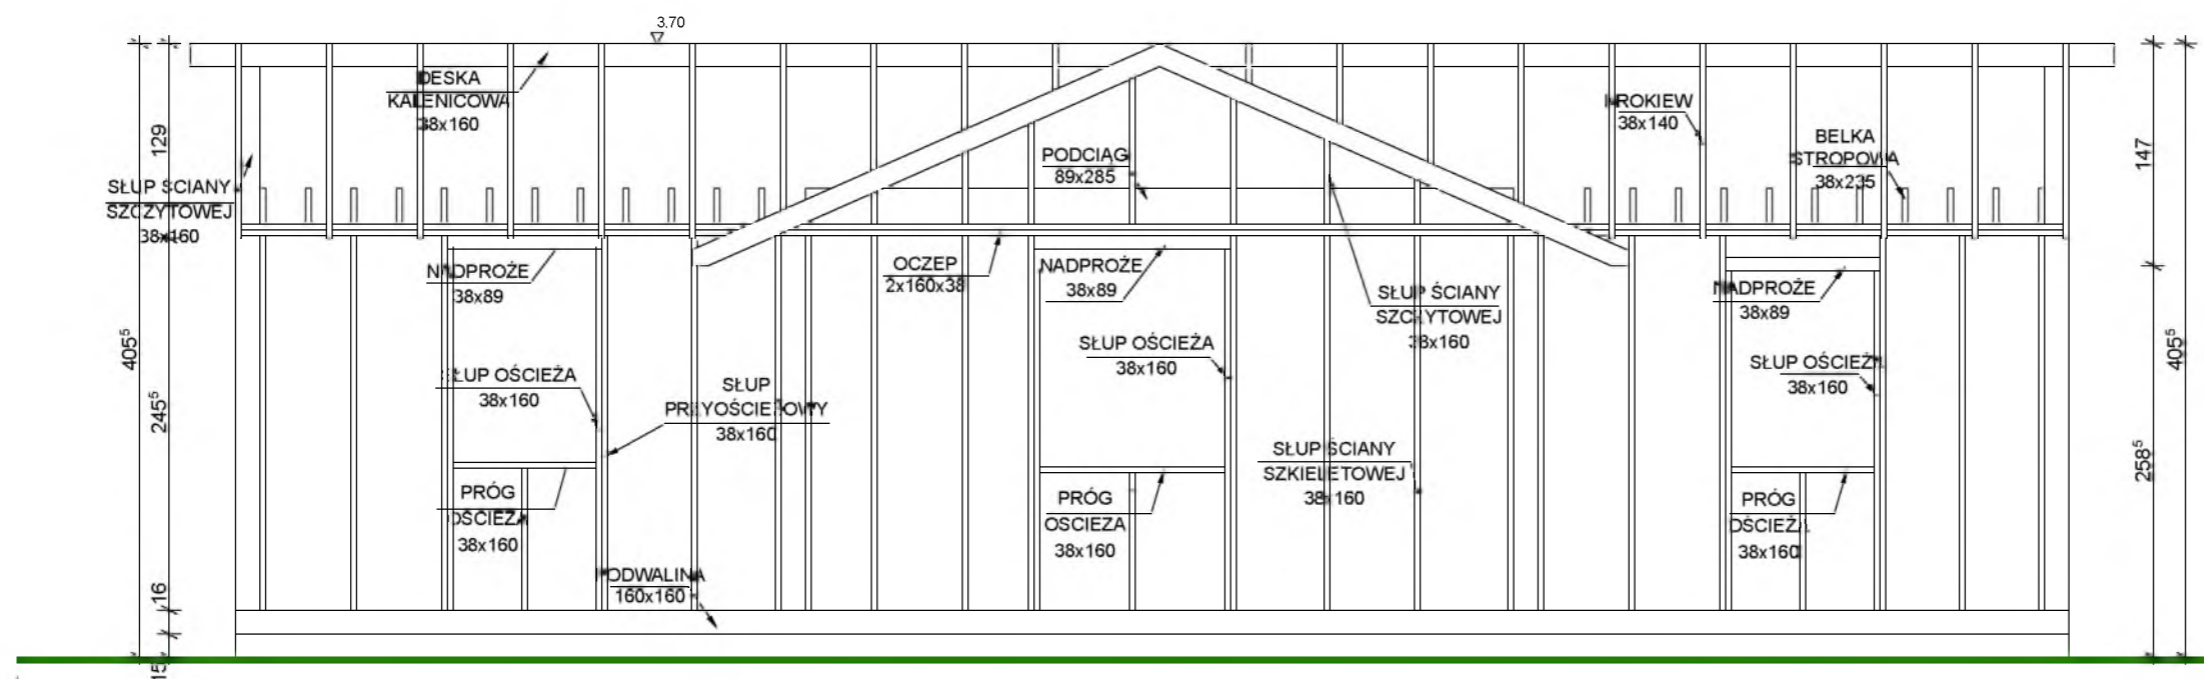 3.70
DESKA
KALENICOWA
38x160
KROKIEW
38x140
BELKA
STROPOWA
38x235
129
147
PODCIĄG
89x285
SŁUP ŚCIANY
SZCZYTOWEJ
38x160
NADPROŻE
38x89
OCZEP
2x160x38
NADPROŻE
38x89
SŁUP ŚCIANY
SZCZYTOWEJ
38x160
NADPROŻE
38x89
405⁵
405⁵
SŁUP OŚCIEŻA
38x160
SŁUP OŚCIEŻA
38x160
SŁUP OŚCIEŻA
38x160
SŁUP
PRZYOŚCIEŻOWY
38x160
245⁵
258⁵
SŁUP ŚCIANY
SZKIELETOWEJ
38x160
PRÓG
OŚCIEŻA
38x160
PRÓG
OŚCIEŻA
38x160
PRÓG
OŚCIEŻA
38x160
PODWALINA
160x160
16
15